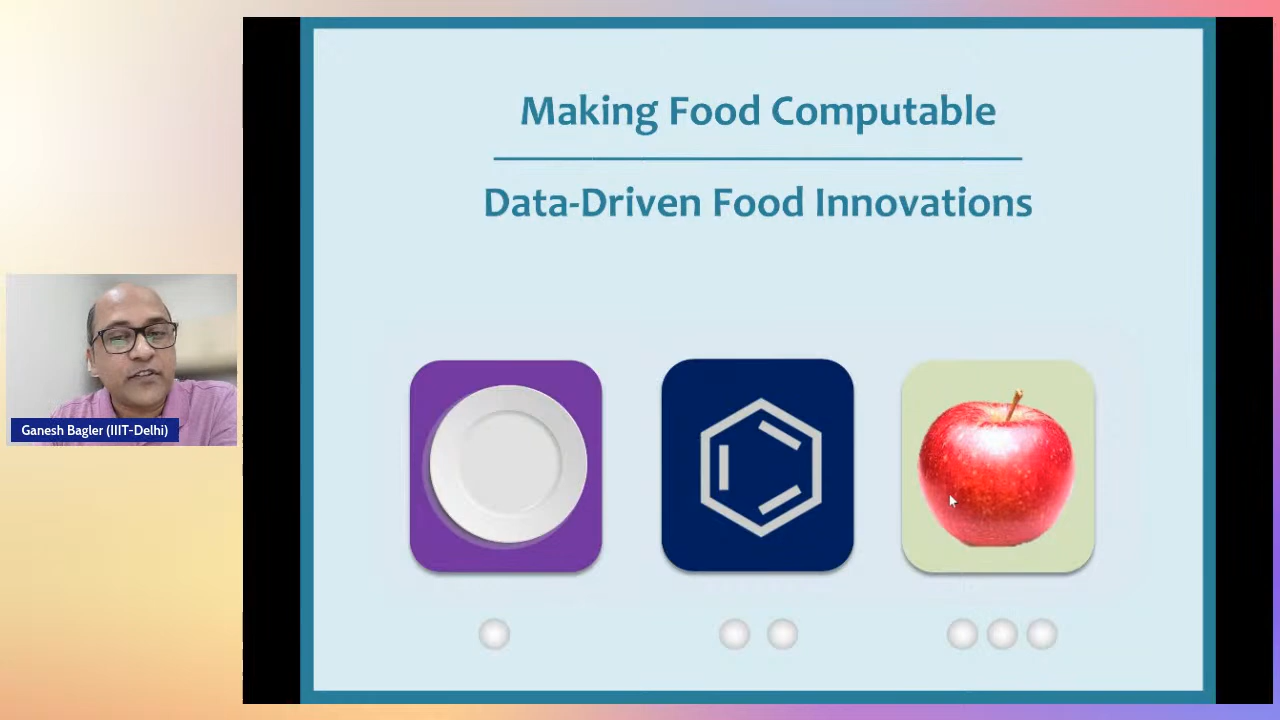 Making Food Computable
Data-Driven Food Innovations
Ganesh Bagler (IIIT-Delhi)